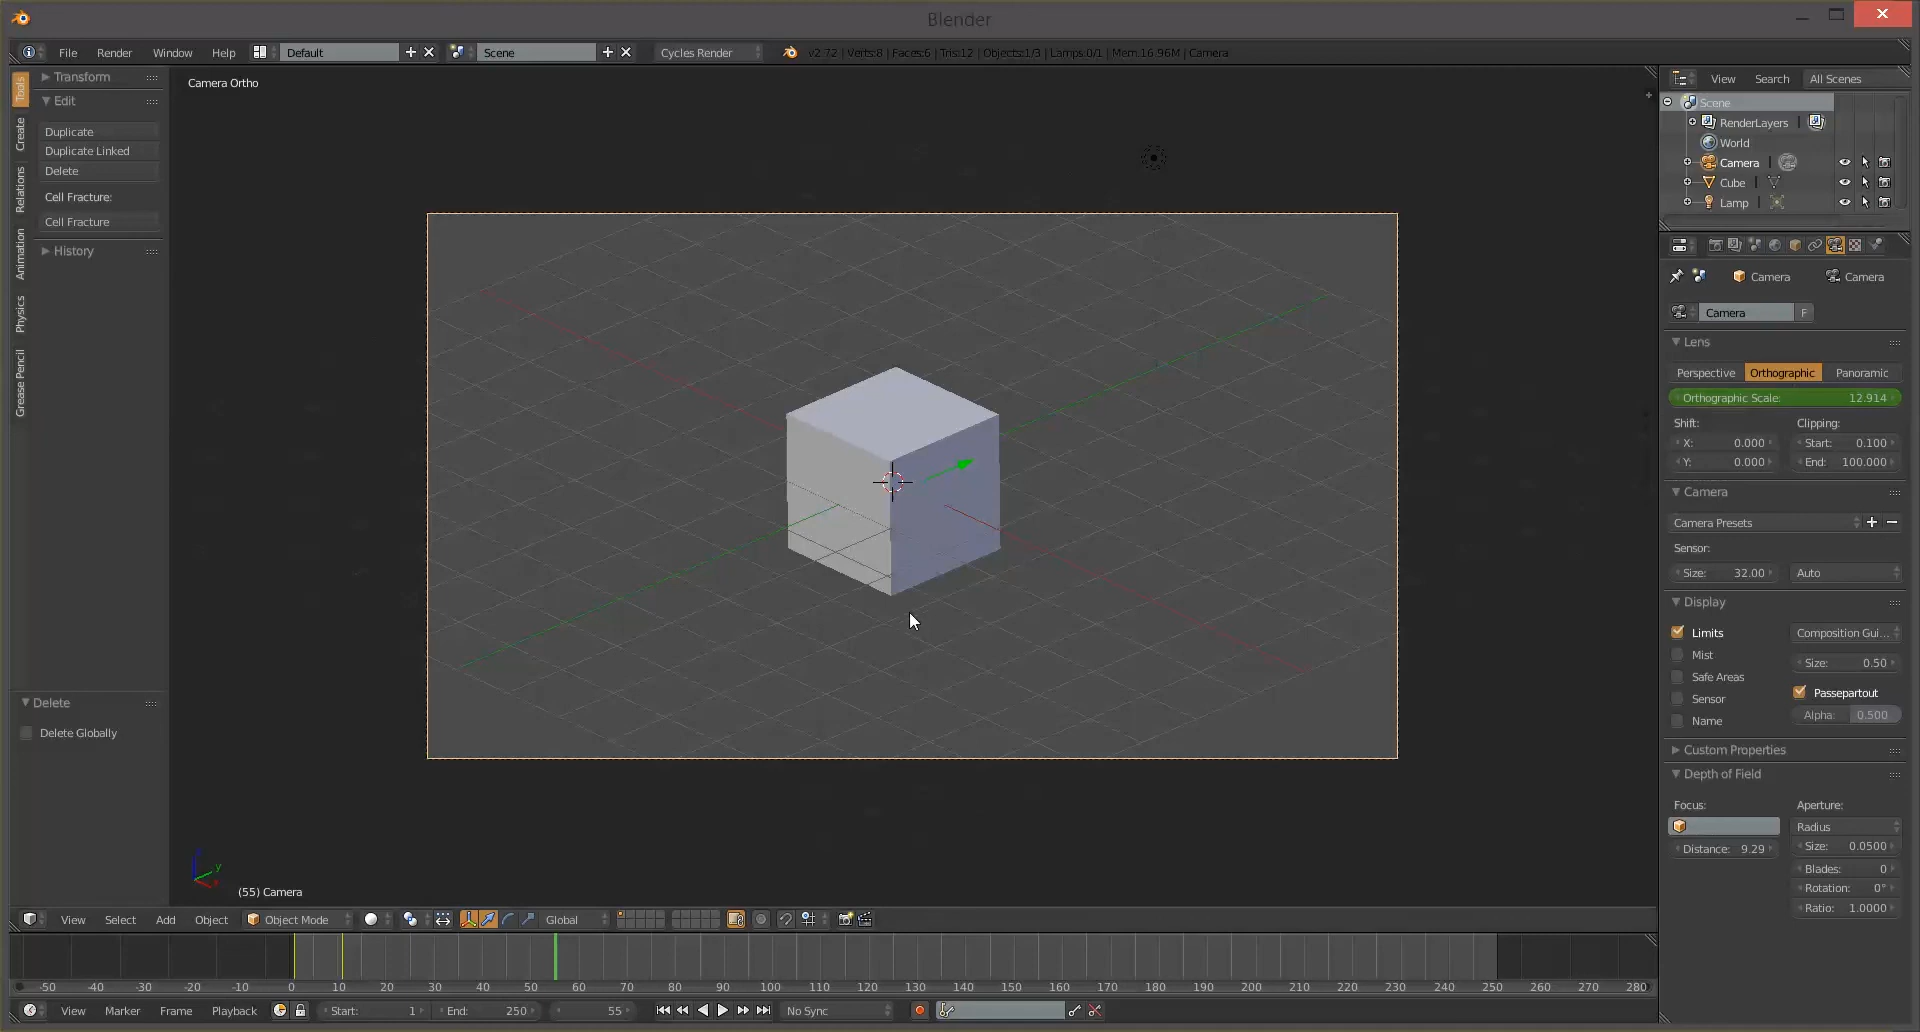 Blender
File Render Window Help Default Scene Cycles Render v2.72 | Verts:8 | Faces:6 | Tris:12 | Objects:1/3 | Lamps:0/1 | Mem:16.96M | Camera
Tools
Create
Relations
Animation
Physics
Grease Pencil
Transform
Edit
Duplicate
Duplicate Linked
Delete
Cell Fracture:
Cell Fracture
History
Delete
Delete Globally
Camera Ortho
y
(55) Camera
View Search All Scenes
Scene
RenderLayers
World
Camera
Cube
Lamp
Camera Camera
Camera F
Lens
Perspective Orthographic Panoramic
Orthographic Scale: 12.914
Shift: Clipping:
X: 0.000 Start: 0.100
Y: 0.000 End: 100.000
Camera
Camera Presets
Sensor:
Size: 32.00 Auto
Display
Limits Composition Gui...
Mist Size: 0.50
Safe Areas
Sensor Passepartout
Name Alpha: 0.500
Custom Properties
Depth of Field
Focus: Aperture:
Radius
Distance: 9.29 Size: 0.0500
Blades: 0
Rotation: 0°
Ratio: 1.0000
View Select Add Object Object Mode Global
-50 -40 -30 -20 -10 0 10 20 30 40 50 60 70 80 90 100 110 120 130 140 150 160 170 180 190 200 210 220 230 240 250 260 270 280
View Marker Frame Playback Start: 1 End: 250 55 No Sync